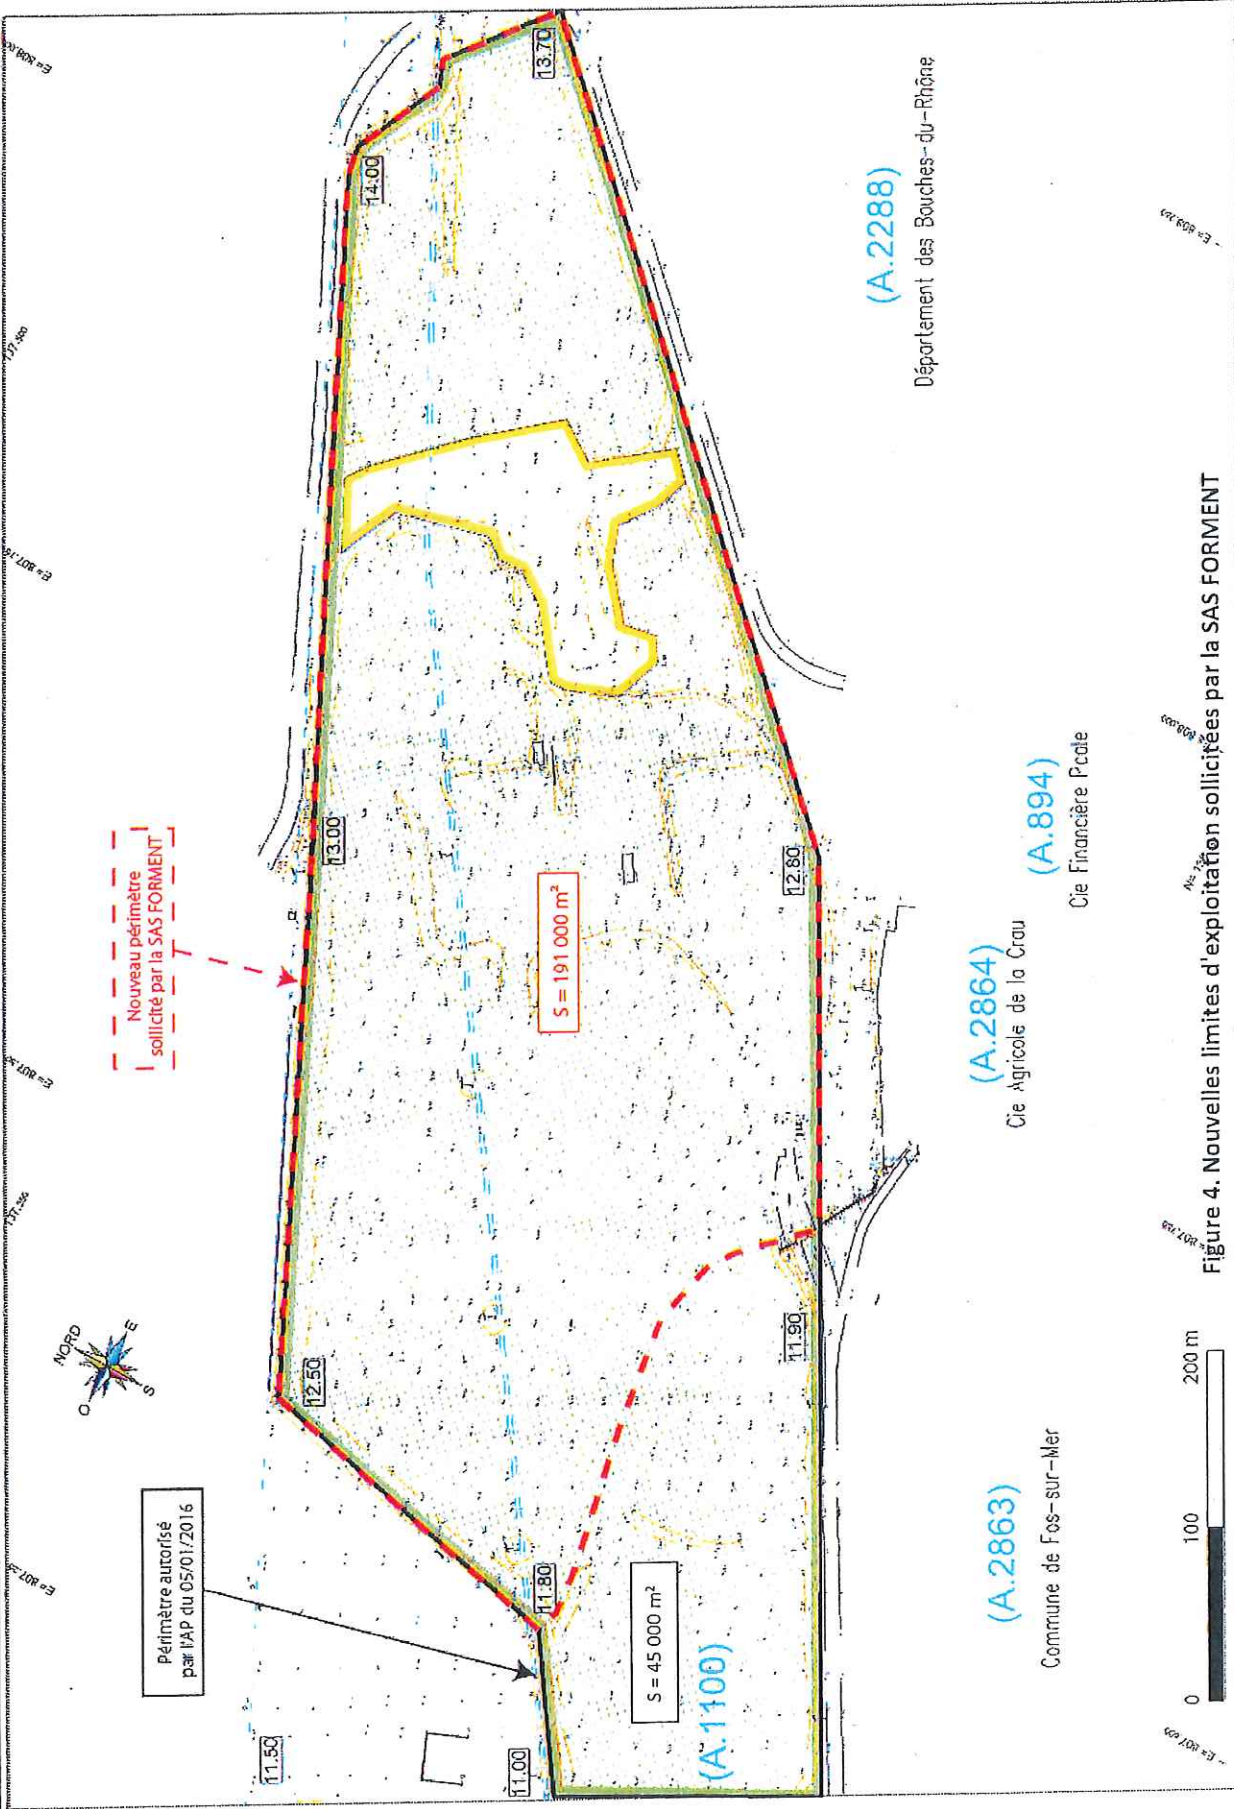 NORD
E
S
O
Nouveau périmètre
sollicité par la SAS FORMENT
Périmètre autorisé
par l'AP du 05/01/2016
11.50
11.00
11.80
12.50
13.00
14.00
13.70
12.80
11.90
S = 191 000 m²
S = 45 000 m²
(A.1100)
(A.2863)
Commune de Fos-sur-Mer
(A.2864)
Cie Agricole de la Crau
(A.894)
Cie Financière Pcole
(A.2288)
Département des Bouches-du-Rhône
0
100
200 m
Figure 4. Nouvelles limites d'exploitation sollicitées par la SAS FORMENT